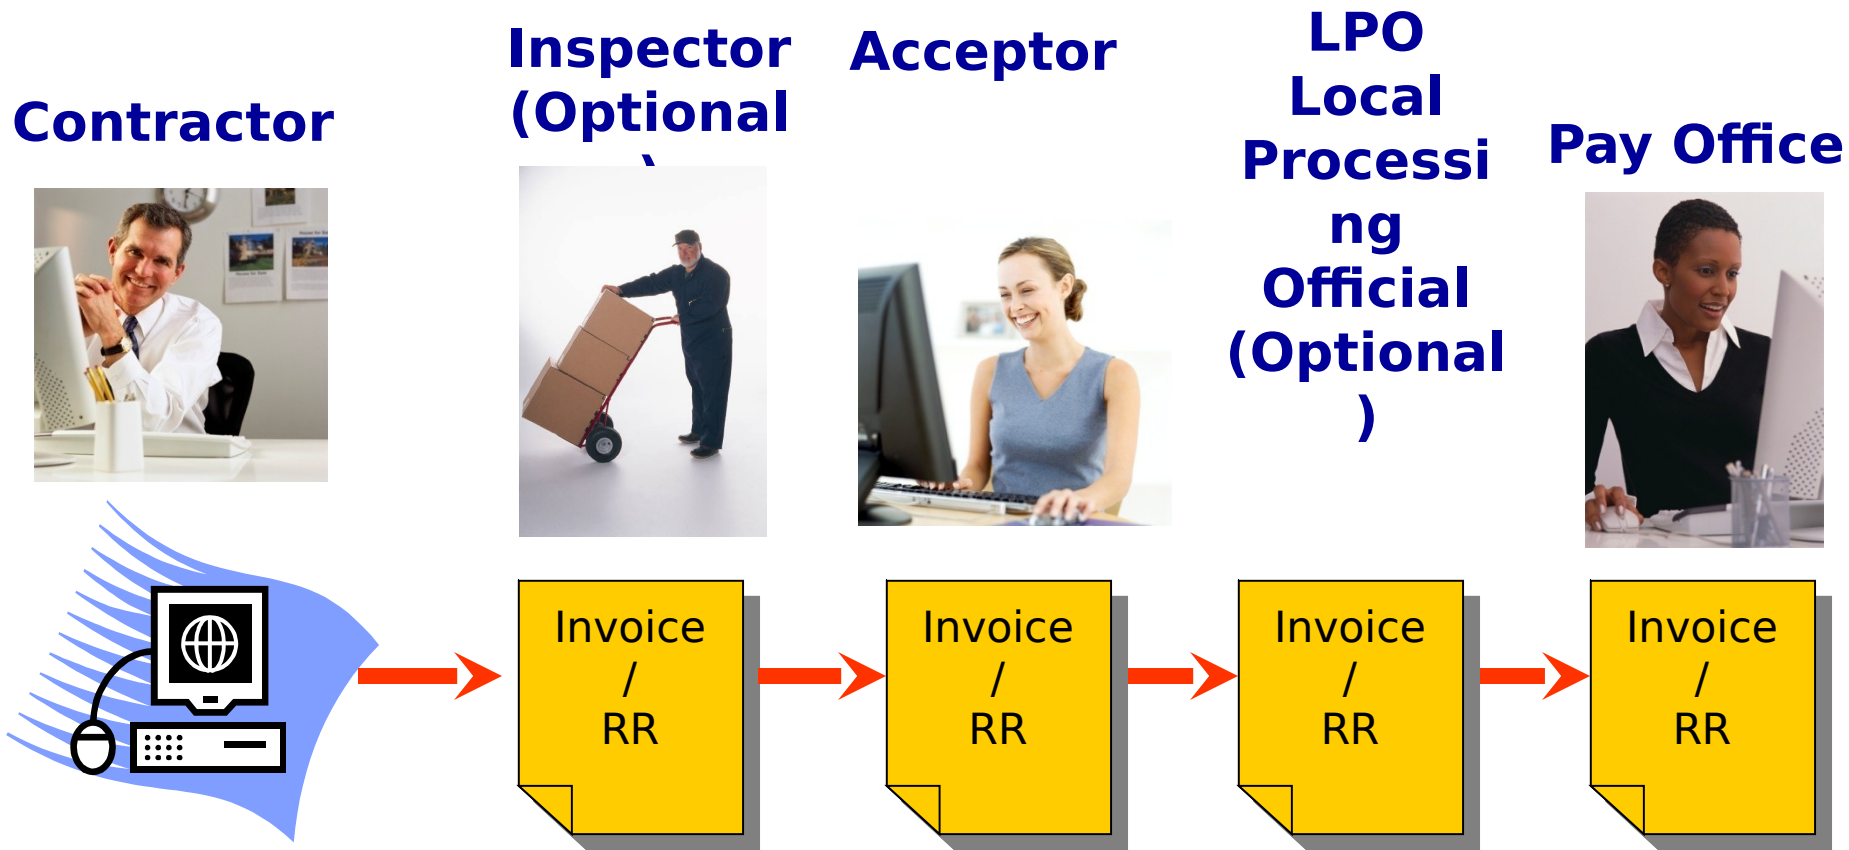 Contractor
Inspector
(Optional
)
Acceptor
LPO
Local
Processi
ng
Official
(Optional
)
Pay Office
Invoice
/
RR
Invoice
/
RR
Invoice
/
RR
Invoice
/
RR